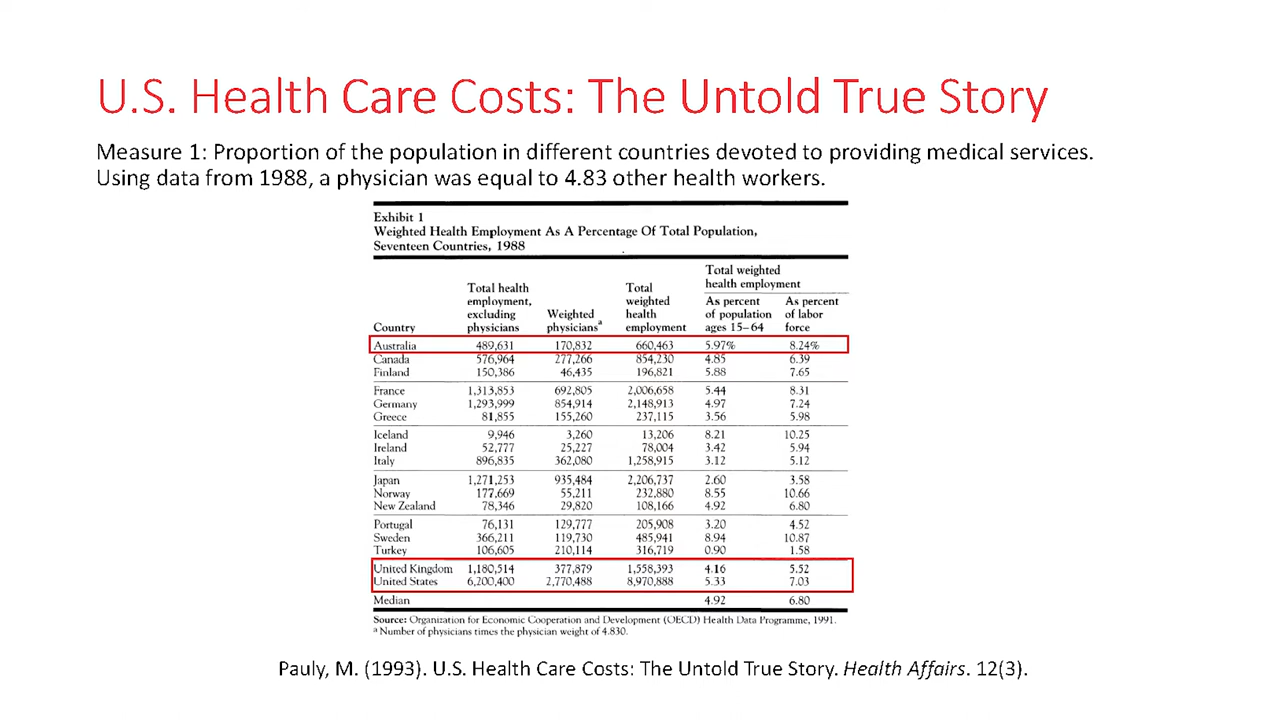 U.S. Health Care Costs: The Untold True Story
Measure 1: Proportion of the population in different countries devoted to providing medical services.
Using data from 1988, a physician was equal to 4.83 other health workers.
Exhibit 1
Weighted Health Employment As A Percentage Of Total Population,
Seventeen Countries, 1988
Total weighted
health employment
Country Total health employment, excluding physicians Weighted physicians a Total weighted health employment As percent of population ages 15–64 As percent of labor force
Australia 489,631 170,832 660,463 5.97% 8.24%
Canada 576,964 277,266 854,230 4.85 6.39
Finland 150,386 46,435 196,821 5.88 7.65
France 1,313,853 692,805 2,006,658 5.44 8.31
Germany 1,293,999 854,914 2,148,913 4.97 7.24
Greece 81,855 155,260 237,115 3.56 5.98
Iceland 9,946 3,260 13,206 8.21 10.25
Ireland 52,777 25,227 78,004 3.42 5.94
Italy 896,835 362,080 1,258,915 3.12 5.12
Japan 1,271,253 935,484 2,206,737 2.60 3.58
Norway 177,669 55,211 232,880 8.55 10.66
New Zealand 78,346 29,820 108,166 4.92 6.80
Portugal 76,131 129,777 205,908 3.20 4.52
Sweden 366,211 119,730 485,941 8.94 10.87
Turkey 106,605 210,114 316,719 0.90 1.58
United Kingdom 1,180,514 377,879 1,558,393 4.16 5.52
United States 6,200,400 2,770,488 8,970,888 5.33 7.03
Median 4.92 6.80
Source: Organization for Economic Cooperation and Development (OECD) Health Data Programme, 1991.
a Number of physicians times the physician weight of 4.830.
Pauly, M. (1993). U.S. Health Care Costs: The Untold True Story. Health Affairs. 12(3).